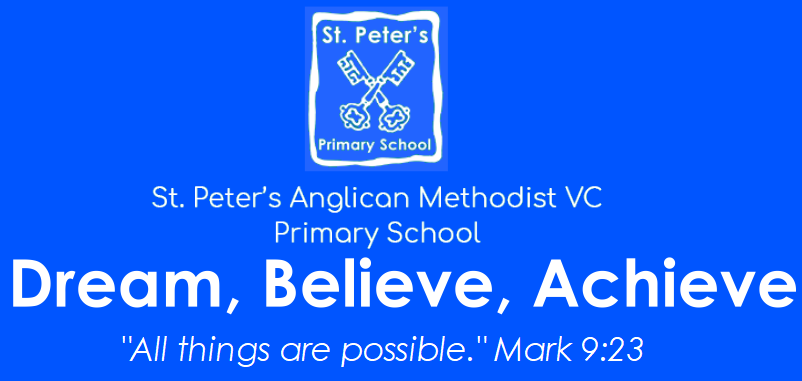 St. Peter's
Primary School
St. Peter's Anglican Methodist VC
Primary School
Dream, Believe, Achieve
"All things are possible." Mark 9:23